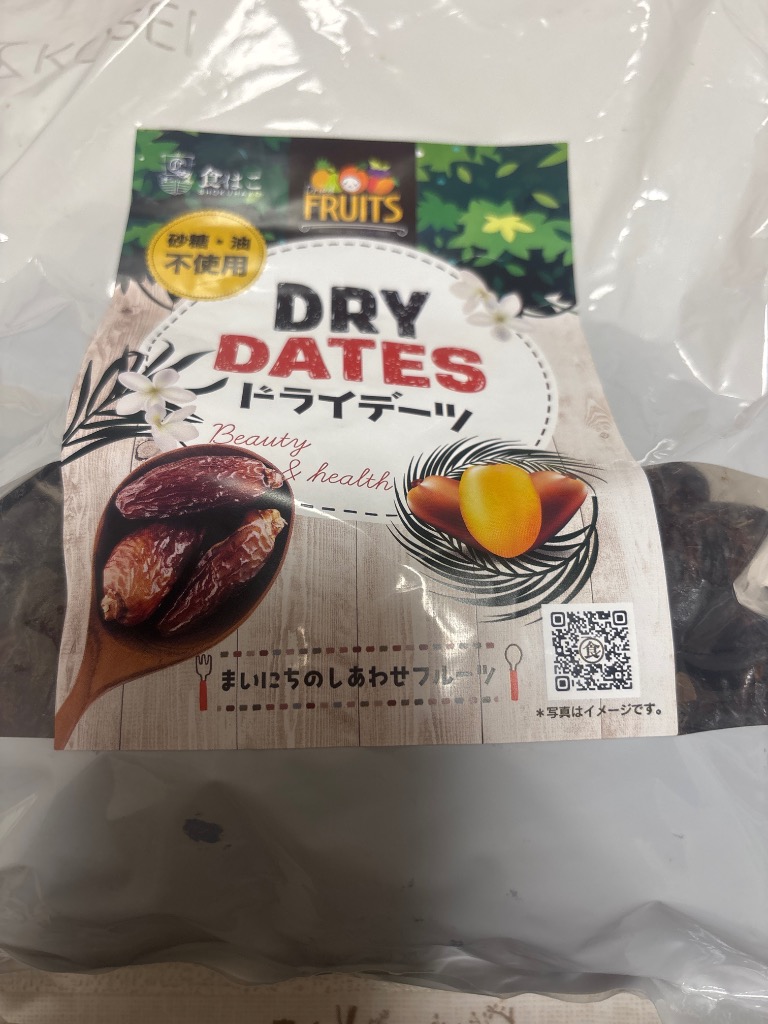 食はこ
FRUITS
砂糖・油
不使用
DRY
DATES
ドライデーツ
Beauty
& health
食
まいにちのしあわせフルーツ
＊写真はイメージです。